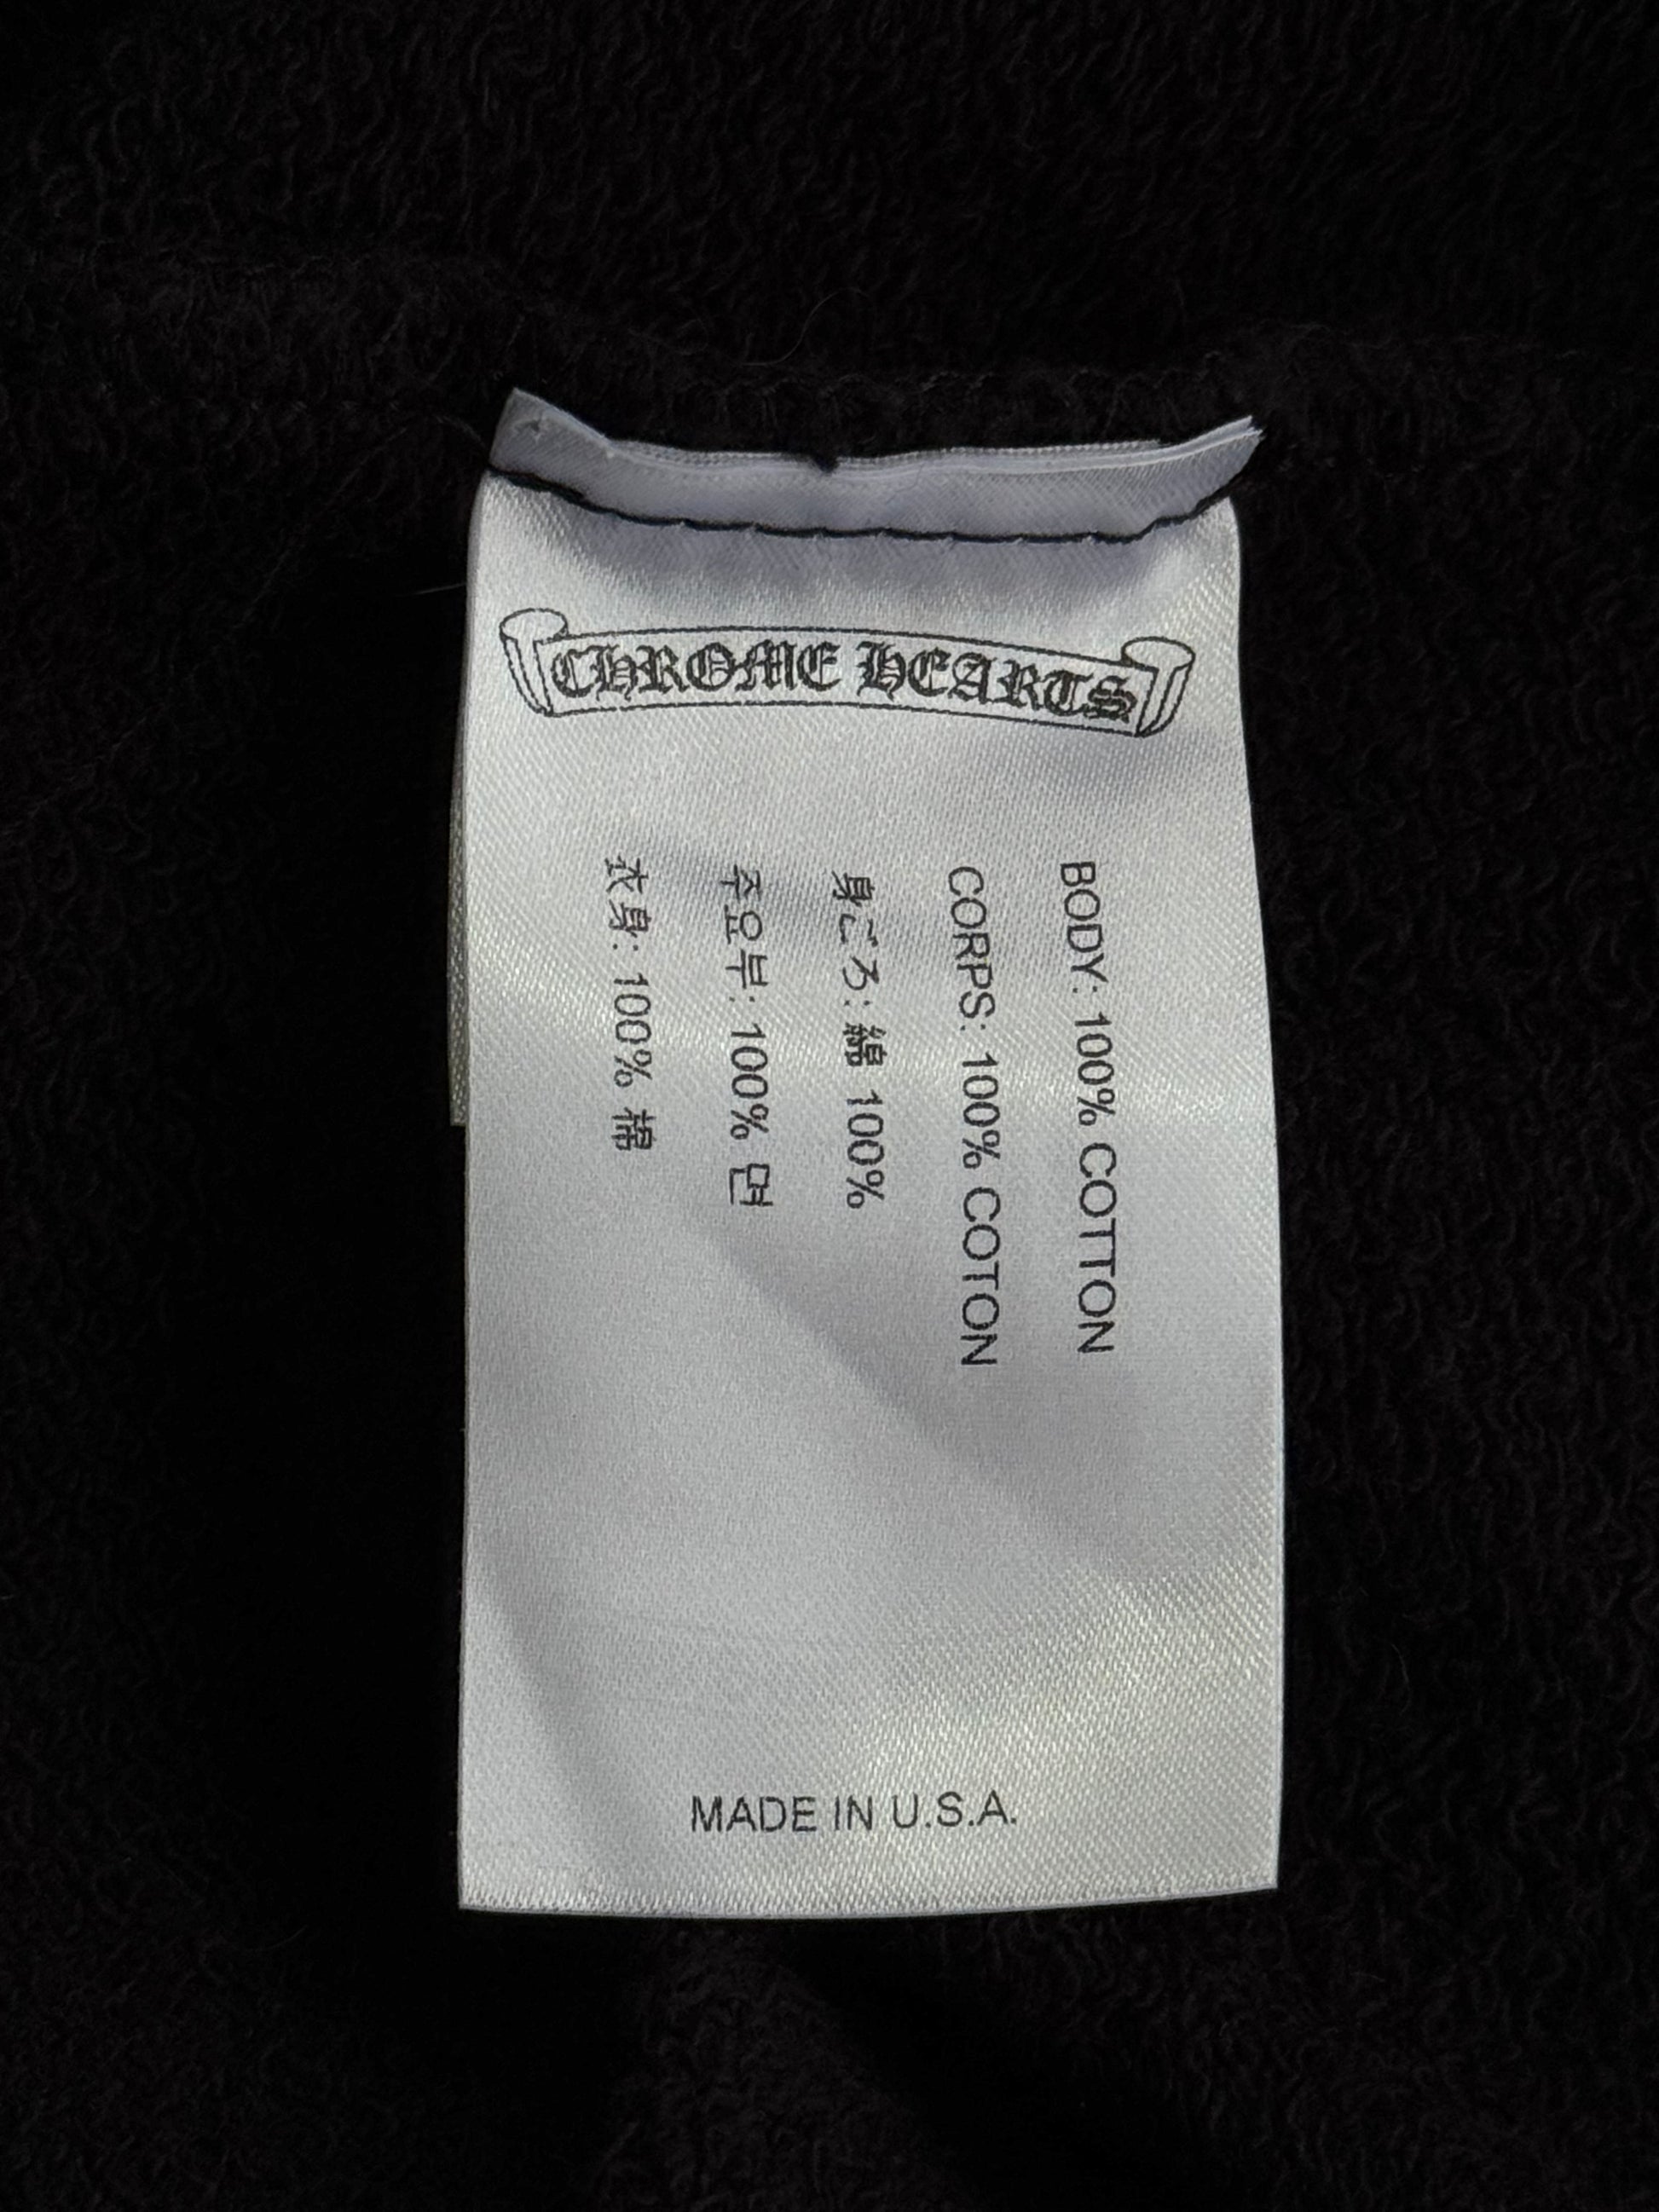 CHROME HEARTS
BODY: 100% COTTON
CORPS: 100% COTON
身ごろ: 綿 100%
주요부: 100% 면
衣身: 100% 棉
MADE IN U.S.A.